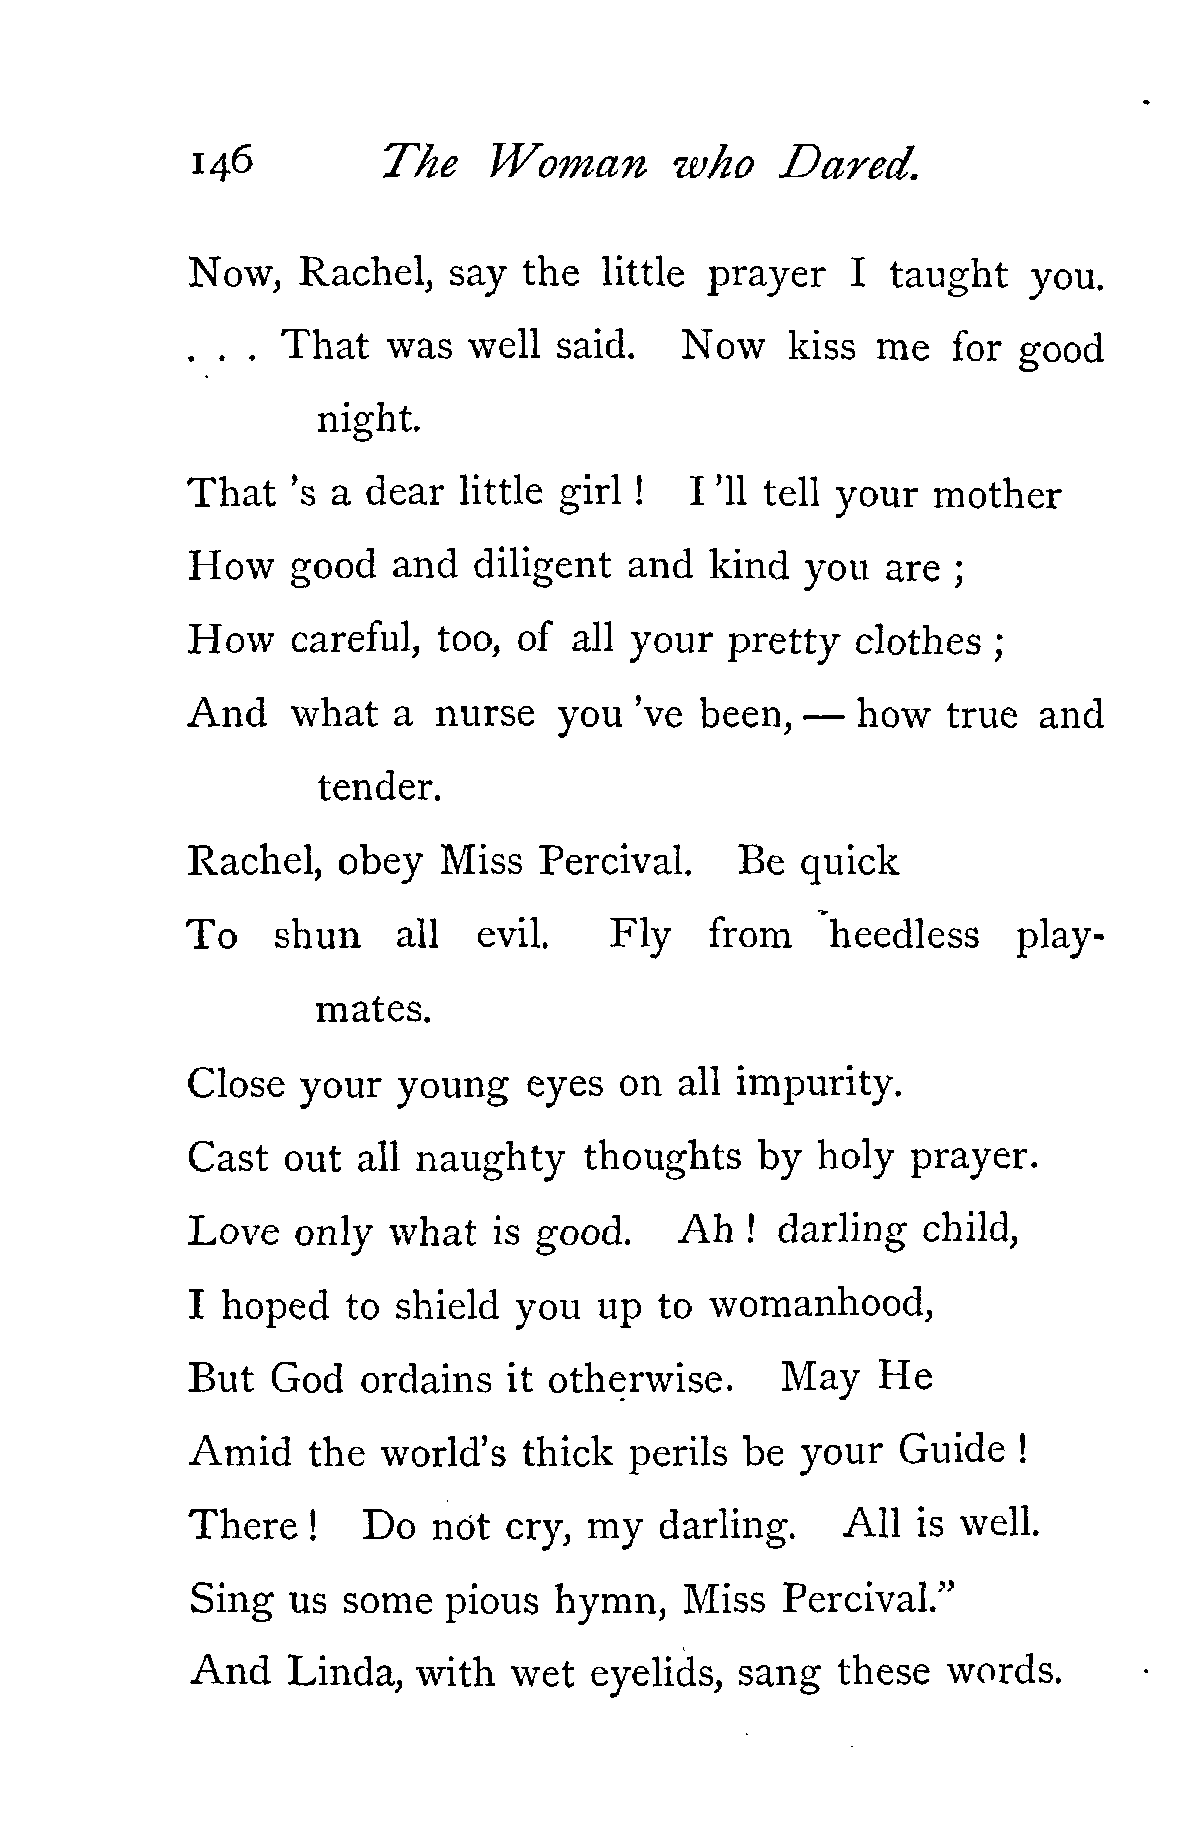 146 The Woman who Dared.
Now, Rachel, say the little prayer I taught you.
. . . That was well said. Now kiss me for good
night.
That 's a dear little girl ! I 'll tell your mother
How good and diligent and kind you are ;
How careful, too, of all your pretty clothes ;
And what a nurse you 've been, — how true and
tender.
Rachel, obey Miss Percival. Be quick
To shun all evil. Fly from heedless play-
mates.
Close your young eyes on all impurity.
Cast out all naughty thoughts by holy prayer.
Love only what is good. Ah ! darling child,
I hoped to shield you up to womanhood,
But God ordains it otherwise. May He
Amid the world's thick perils be your Guide !
There ! Do not cry, my darling. All is well.
Sing us some pious hymn, Miss Percival."
And Linda, with wet eyelids, sang these words.